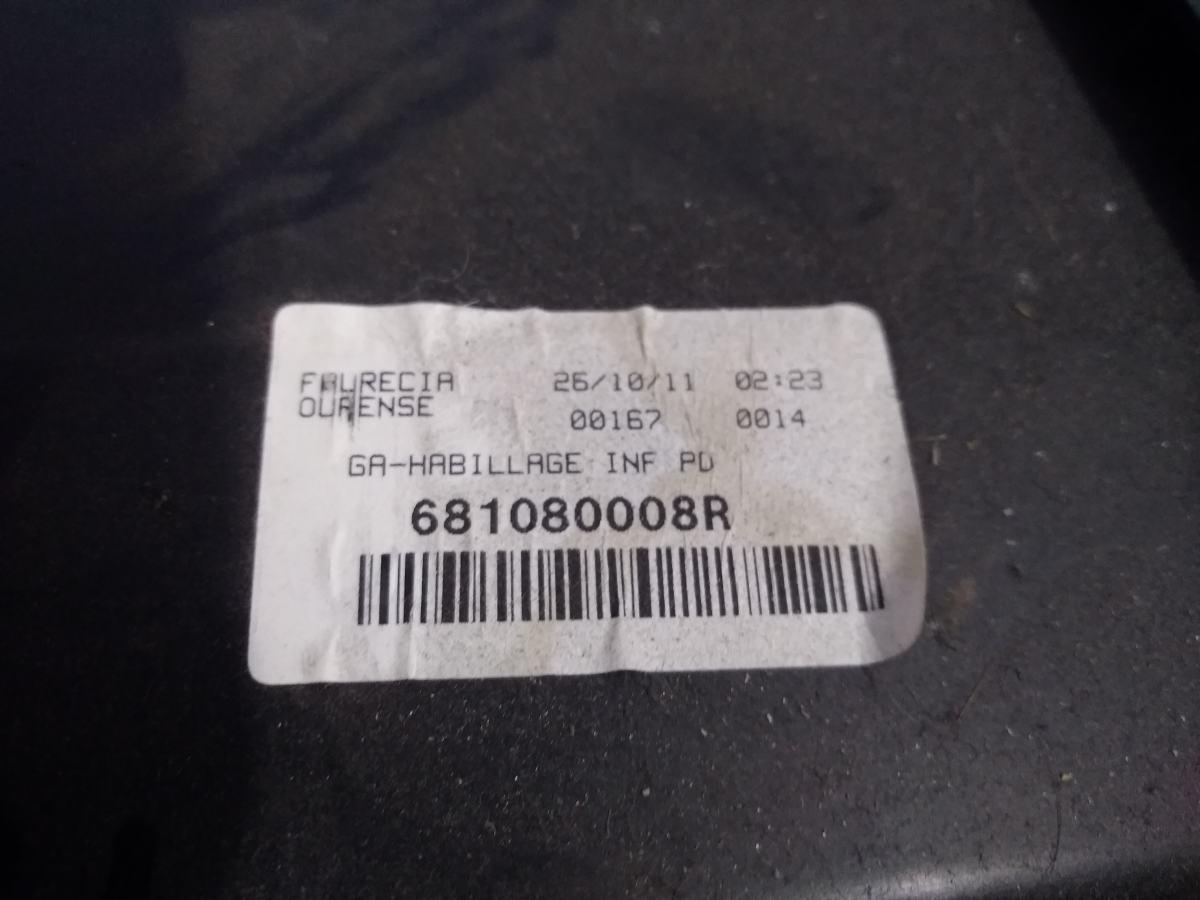 FAURECIA 26/10/11 02:23
OURENSE 00167 0014
GA-HABILLAGE INF PD
681080008R